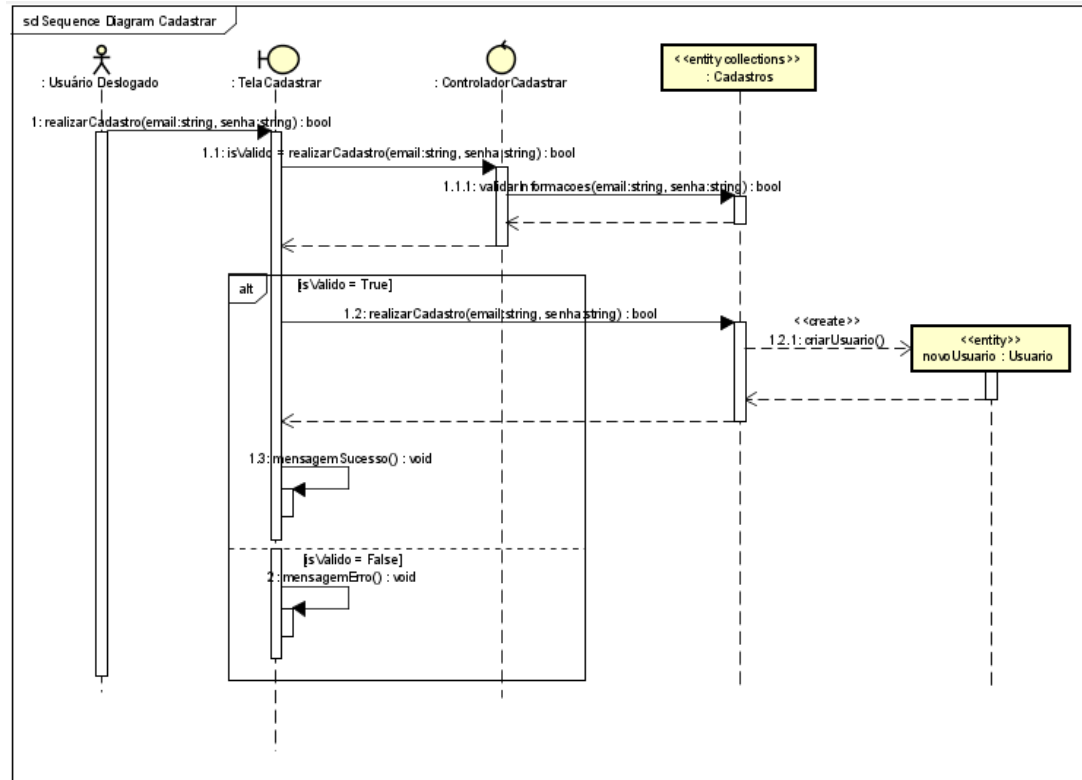 sd Sequence Diagram Cadastrar
: Usuário Deslogado
: TelaCadastrar
: ControladorCadastrar
<<entity collections>>
: Cadastros
1: realizarCadastro(email:string, senha:string) : bool
1.1: isValido = realizarCadastro(email:string, senha:string) : bool
1.1.1: validarInformacoes(email:string, senha:string) : bool
alt
[isValido = True]
1.2: realizarCadastro(email:string, senha:string) : bool
<<create>>
1.2.1: criarUsuario()
<<entity>>
novoUsuario : Usuario
1.3: mensagemSucesso() : void
[isValido = False]
2: mensagemErro() : void